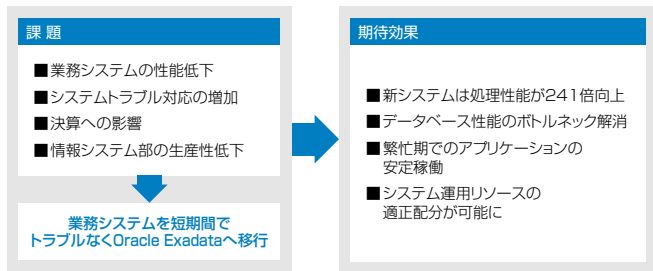 課 題
■業務システムの性能低下
■システムトラブル対応の増加
■決算への影響
■情報システム部の生産性低下
業務システムを短期間で
トラブルなくOracle Exadataへ移行
期待効果
■新システムは処理性能が241倍向上
■データベース性能のボトルネック解消
■繁忙期でのアプリケーションの
安定稼働
■システム運用リソースの
適正配分が可能に